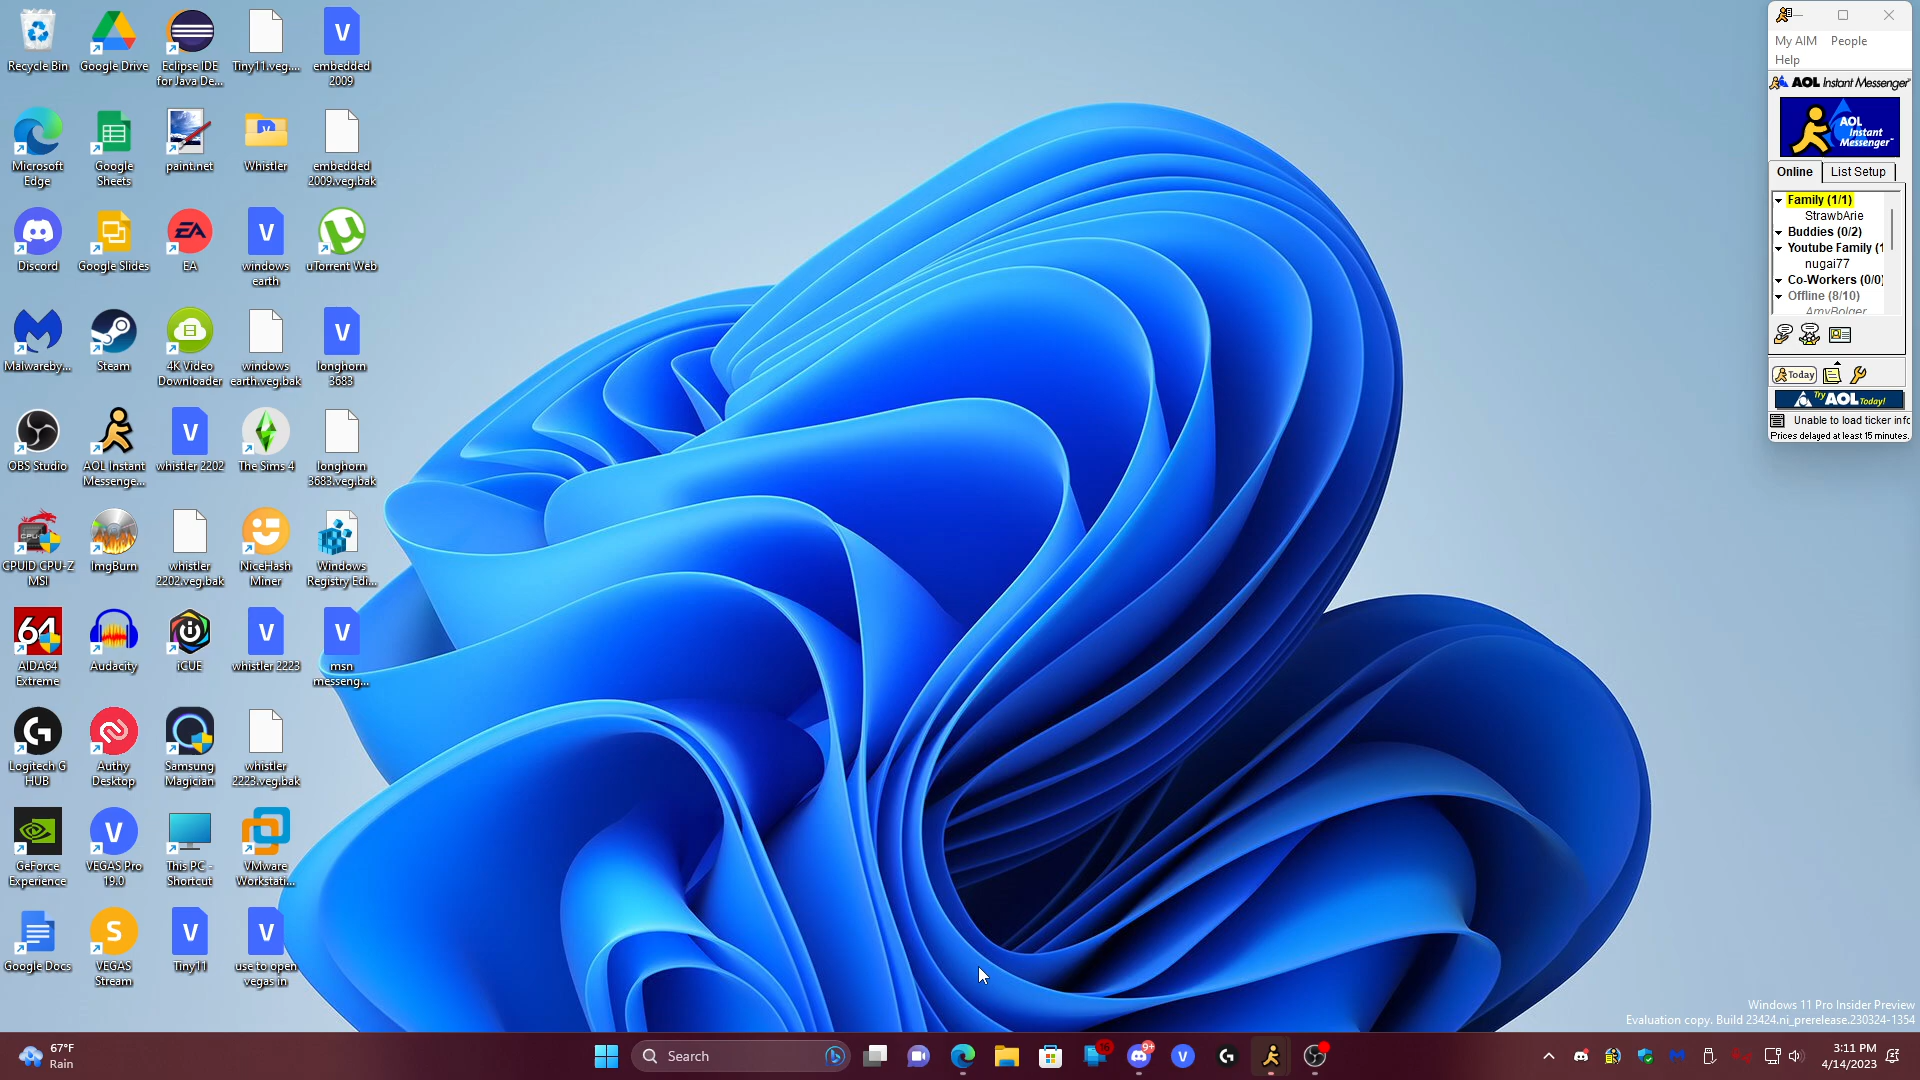 Recycle Bin
Google Drive
Eclipse IDE
for Java De...
Tiny11.veg....
embedded
2009
Microsoft
Edge
Google
Sheets
paint.net
Whistler
embedded
2009.veg.bak
Discord
Google Slides
EA
windows
earth
uTorrent Web
Malwareby...
Steam
4K Video
Downloader
windows
earth.veg.bak
longhorn
3683
OBS Studio
AOL Instant
Messenge...
whistler 2202
The Sims 4
longhorn
3683.veg.bak
CPUID CPU-Z
MSI
ImgBurn
whistler
2202.veg.bak
NiceHash
Miner
Windows
Registry Edi...
64
AIDA64
Extreme
Audacity
iCUE
whistler 2223
msn
messeng...
Logitech G
HUB
Authy
Desktop
Samsung
Magician
whistler
2223.veg.bak
GeForce
Experience
VEGAS Pro
19.0
This PC -
Shortcut
VMware
Workstati...
Google Docs
VEGAS
Stream
Tiny11
use to open
vegas in
My AIM People
Help
AOL Instant Messenger
AOL
Instant
Messenger
Online List Setup
Family (1/1)
StrawbArie
Buddies (0/2)
Youtube Family (1
nugai77
Co-Workers (0/0)
Offline (8/10)
AmyBolger
Today
Try AOL Today!
Unable to load ticker info
Prices delayed at least 15 minutes.
Windows 11 Pro Insider Preview
Evaluation copy. Build 23424.ni_prerelease.230324-1354
67°F
Rain
Search
9+
3:11 PM
4/14/2023